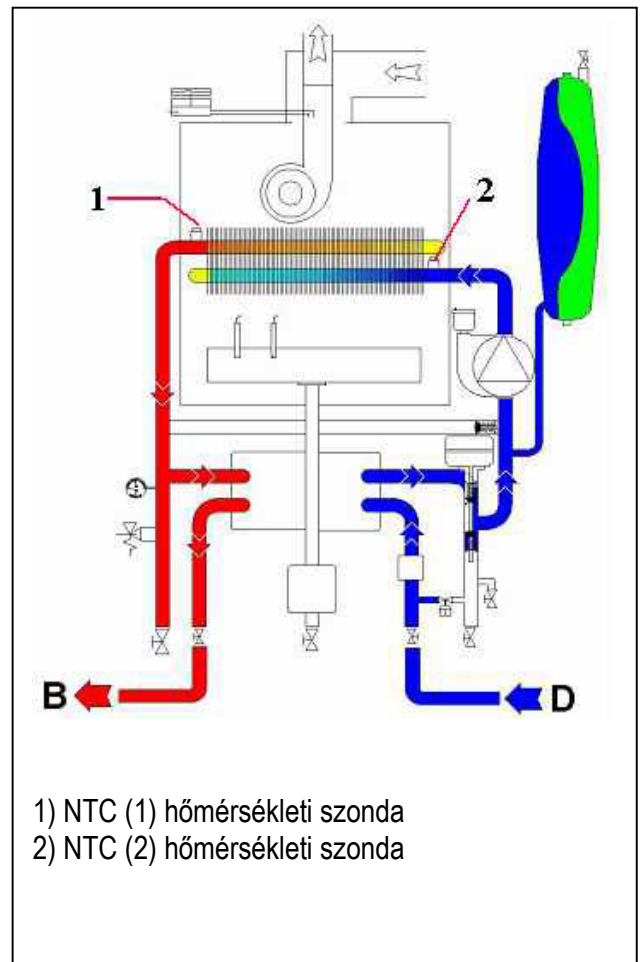 1
2
B
D
1) NTC (1) hőmérsékleti szonda
2) NTC (2) hőmérsékleti szonda